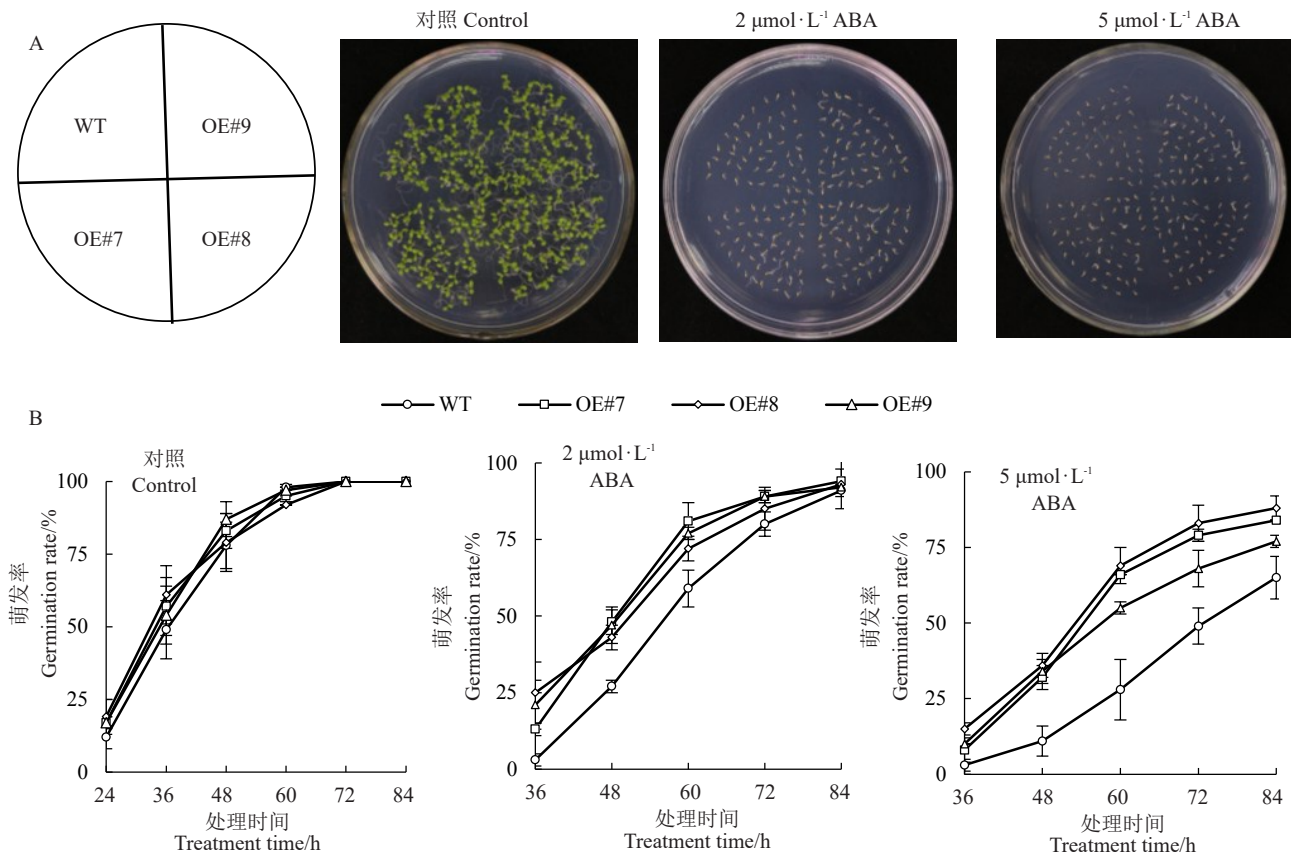 A
对照 Control
2 μmol·L⁻¹ ABA
5 μmol·L⁻¹ ABA
WT
OE#9
OE#7
OE#8
B
WT
OE#7
OE#8
OE#9
对照
Control
萌发率
Germination rate/%
100
75
50
25
0
24
36
48
60
72
84
处理时间
Treatment time/h
2 μmol·L⁻¹
ABA
萌发率
Germination rate/%
100
75
50
25
0
36
48
60
72
84
处理时间
Treatment time/h
5 μmol·L⁻¹
ABA
萌发率
Germination rate/%
100
75
50
25
0
36
48
60
72
84
处理时间
Treatment time/h